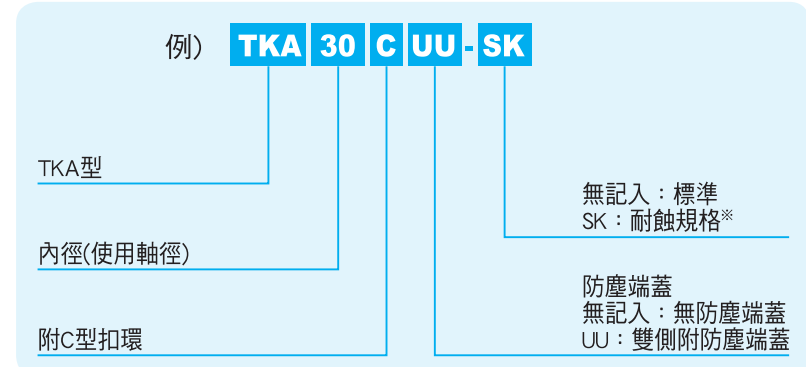 例） TKA 30 C UU - SK
TKA型
內徑(使用軸徑)
附C型扣環
無記入：標準
SK：耐蝕規格※
防塵端蓋
無記入：無防塵端蓋
UU：雙側附防塵端蓋